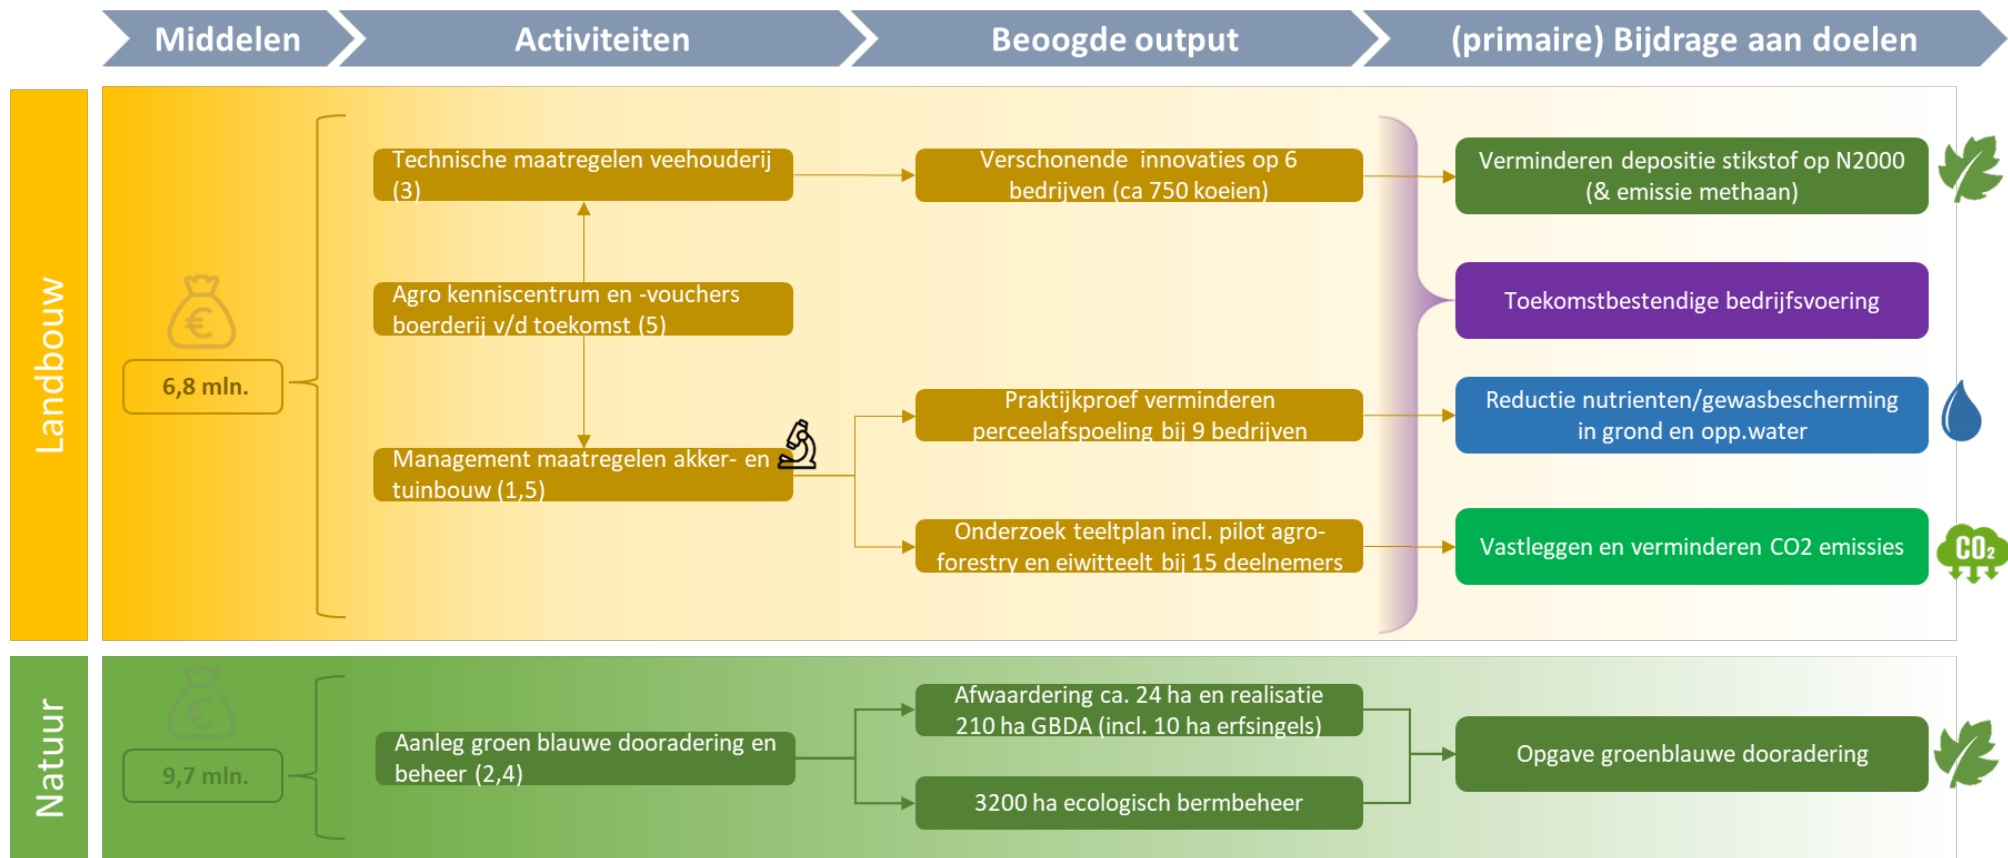 Middelen
Activiteiten
Beoogde output
(primaire) Bijdrage aan doelen
Landbouw
€
6,8 mln.
Technische maatregelen veehouderij
(3)
Agro kenniscentrum en -vouchers
boerderij v/d toekomst (5)
Management maatregelen akker- en
tuinbouw (1,5)
Verschonende innovaties op 6
bedrijven (ca 750 koeien)
Praktijkproef verminderen
perceelafspoeling bij 9 bedrijven
Onderzoek teeltplan incl. pilot agro-
forestry en eiwitteelt bij 15 deelnemers
Verminderen depositie stikstof op N2000
(& emissie methaan)
Toekomstbestendige bedrijfsvoering
Reductie nutrienten/gewasbescherming
in grond en opp.water
Vastleggen en verminderen CO2 emissies
CO2
Natuur
€
9,7 mln.
Aanleg groen blauwe dooradering en
beheer (2,4)
Afwaardering ca. 24 ha en realisatie
210 ha GBDA (incl. 10 ha erfsingels)
3200 ha ecologisch bermbeheer
Opgave groenblauwe dooradering